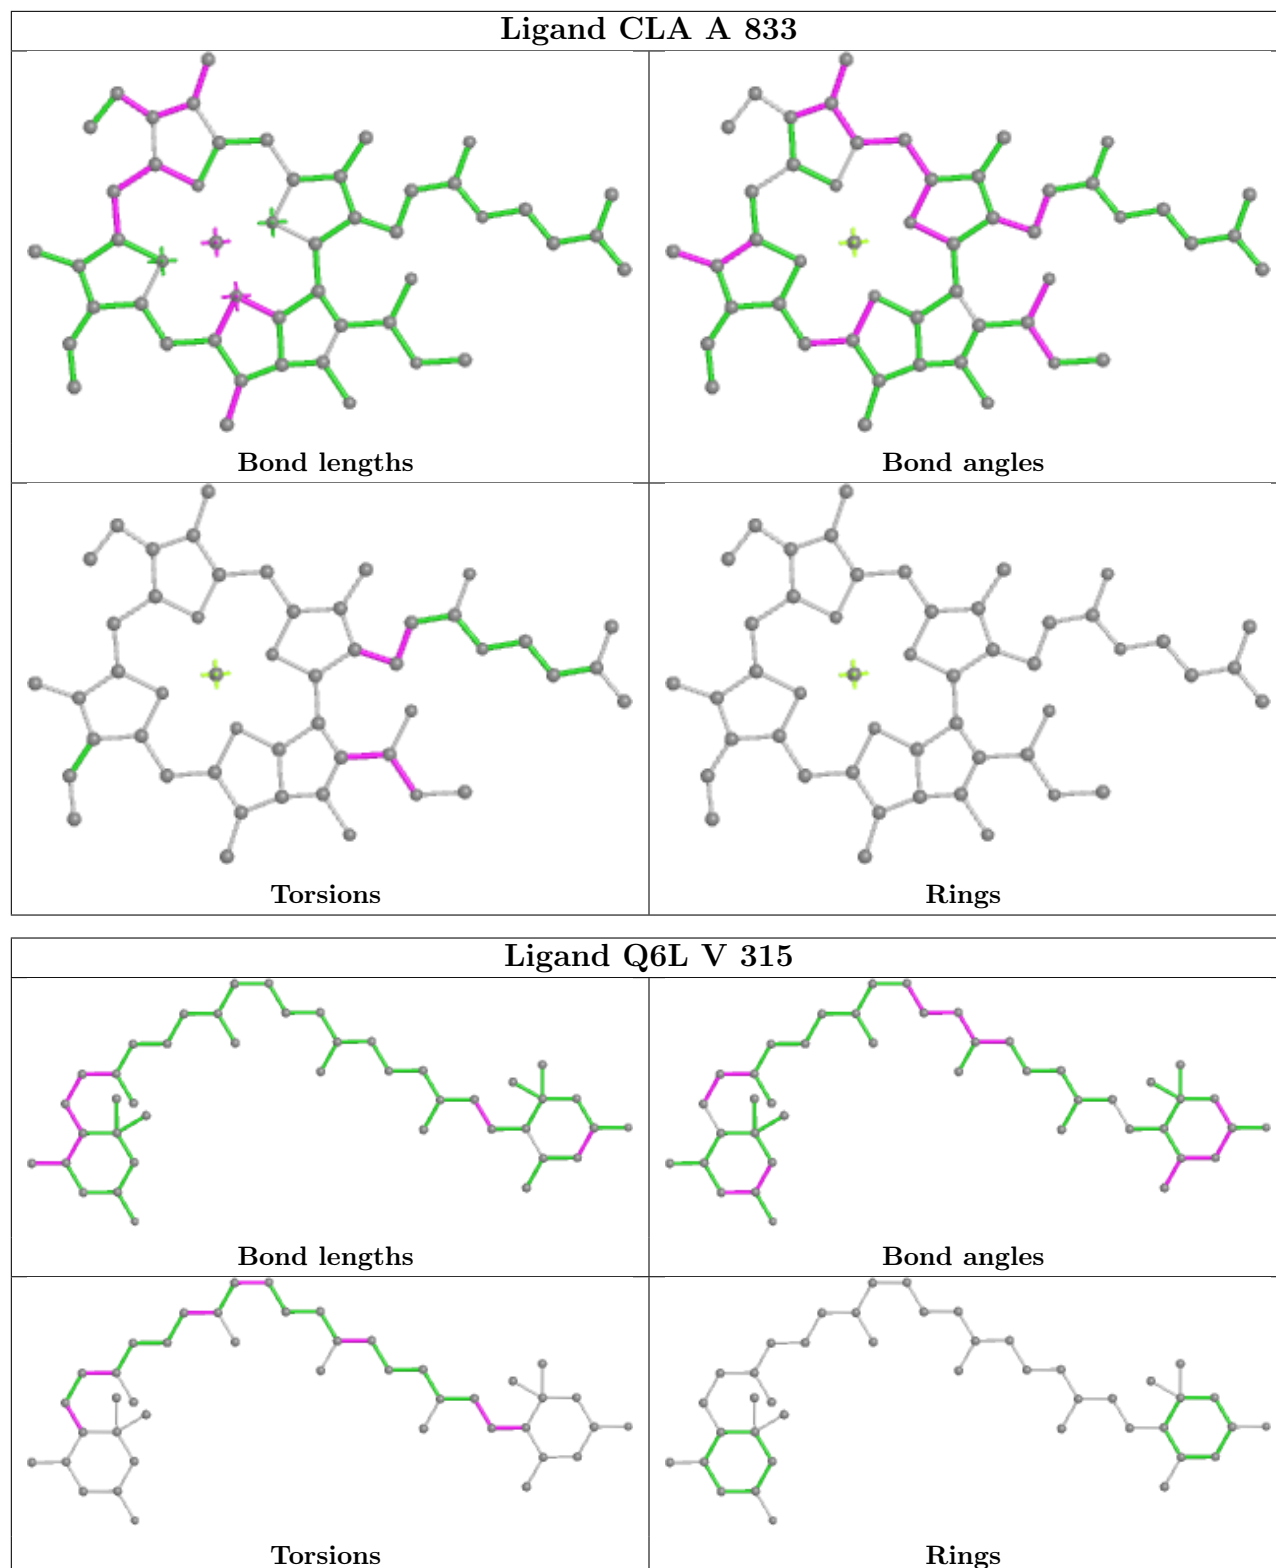 Ligand CLA A 833
Bond lengths
Bond angles
Torsions
Rings
Ligand Q6L V 315
Bond lengths
Bond angles
Torsions
Rings